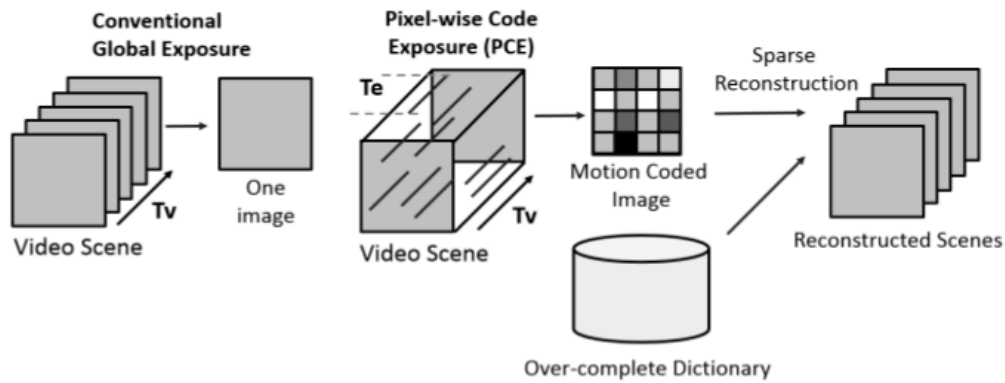 Conventional
Global Exposure
Tv
One
image
Video Scene
Pixel-wise Code
Exposure (PCE)
Te
Tv
Video Scene
Motion Coded
Image
Sparse
Reconstruction
Reconstructed Scenes
Over-complete Dictionary